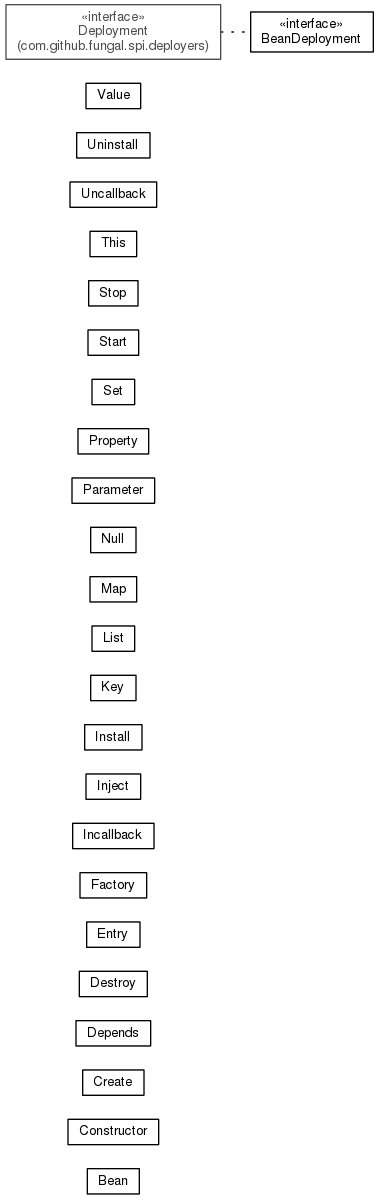 «interface»
Deployment
(com.github.fungal.spi.deployers)
«interface»
BeanDeployment
Value
Uninstall
Uncallback
This
Stop
Start
Set
Property
Parameter
Null
Map
List
Key
Install
Inject
Incallback
Factory
Entry
Destroy
Depends
Create
Constructor
Bean